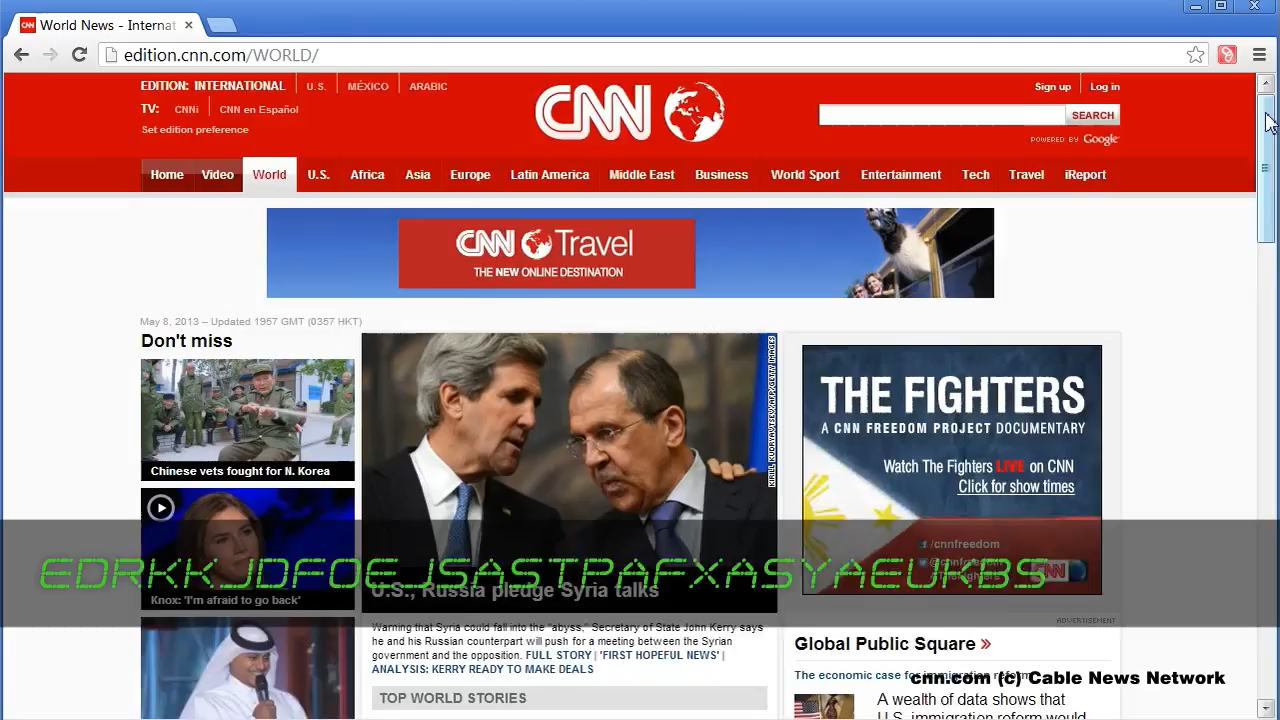 World News - Internat
edition.cnn.com/WORLD/
EDITION: INTERNATIONAL
U.S.
MÉXICO
ARABIC
TV:
CNNi
CNN en Español
Set edition preference
CNN
Sign up
Log in
SEARCH
POWERED BY Google
Home
Video
World
U.S.
Africa
Asia
Europe
Latin America
Middle East
Business
World Sport
Entertainment
Tech
Travel
iReport
CNN Travel
THE NEW ONLINE DESTINATION
May 8, 2013 – Updated 1957 GMT (0357 HKT)
Don't miss
Chinese vets fought for N. Korea
Knox: 'I'm afraid to go back'
U.S., Russia pledge Syria talks
Warning that Syria could fall into the "abyss," Secretary of State John Kerry says
he and his Russian counterpart will push for a meeting between the Syrian
government and the opposition. FULL STORY | 'FIRST HOPEFUL NEWS' |
ANALYSIS: KERRY READY TO MAKE DEALS
TOP WORLD STORIES
THE FIGHTERS
A CNN FREEDOM PROJECT DOCUMENTARY
Watch The Fighters LIVE on CNN
Click for show times
/cnnfreedom
CNN
ADVERTISEMENT
EDRKKJDFOEJSASTPAFXASYAEURBS
Global Public Square »
The economic case for immigration reform
cnn.com (c) Cable News Network
A wealth of data shows that
U.S. immigration reform would